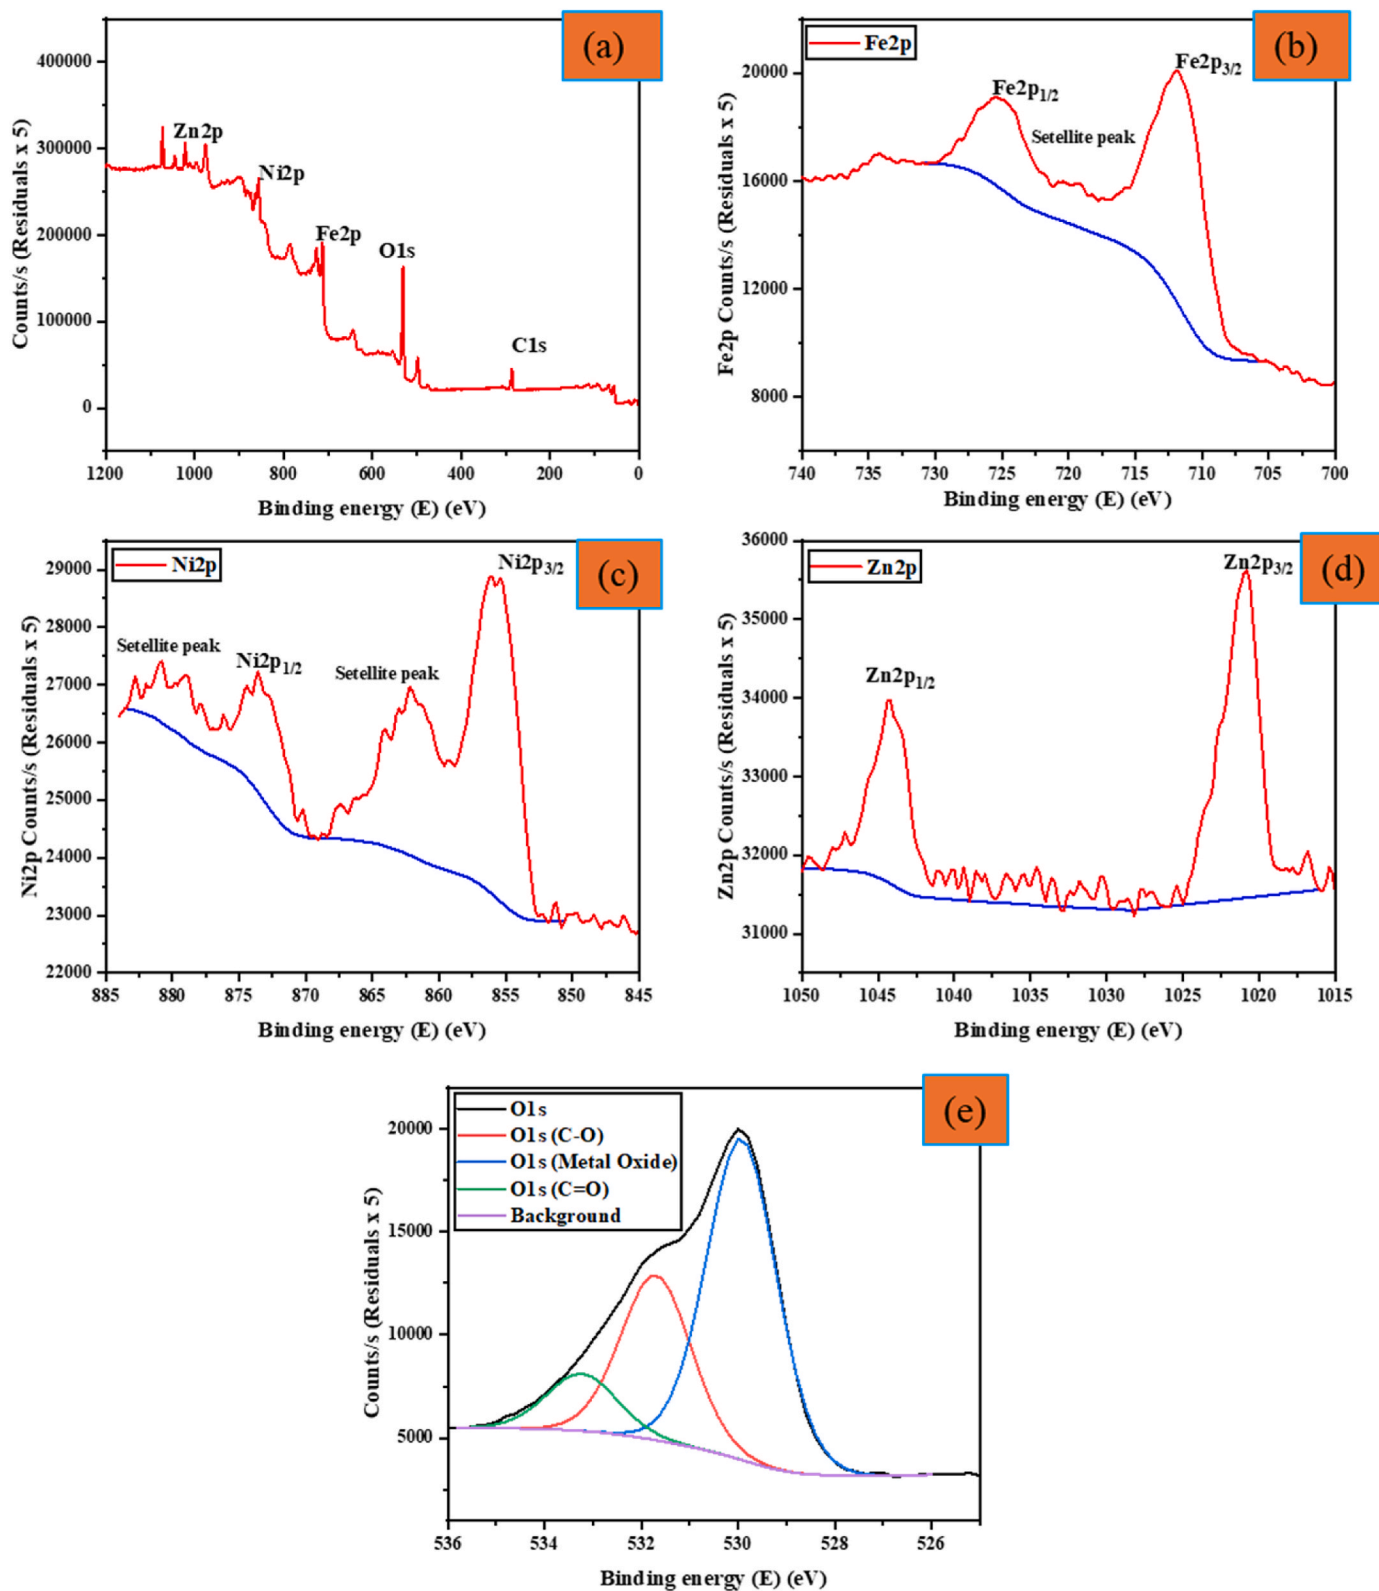 (a)
Counts/s (Residuals x 5)
400000
300000
200000
100000
0
Zn2p
Ni2p
Fe2p
O1s
C1s
1200 1000 800 600 400 200 0
Binding energy (E) (eV)
(b)
Fe2p
Fe2p Counts/s (Residuals x 5)
20000
16000
12000
8000
Fe2p1/2
Setellite peak
Fe2p3/2
740 735 730 725 720 715 710 705 700
Binding energy (E) (eV)
(c)
Ni2p
Ni2p Counts/s (Residuals x 5)
29000
28000
27000
26000
25000
24000
23000
22000
Setellite peak
Ni2p1/2
Setellite peak
Ni2p3/2
885 880 875 870 865 860 855 850 845
Binding energy (E) (eV)
(d)
Zn2p
Zn2p Counts/s (Residuals x 5)
36000
35000
34000
33000
32000
31000
Zn2p1/2
Zn2p3/2
1050 1045 1040 1035 1030 1025 1020 1015
Binding energy (E) (eV)
(e)
O1s
O1s (C-O)
O1s (Metal Oxide)
O1s (C=O)
Background
Counts/s (Residuals x 5)
20000
15000
10000
5000
536 534 532 530 528 526
Binding energy (E) (eV)